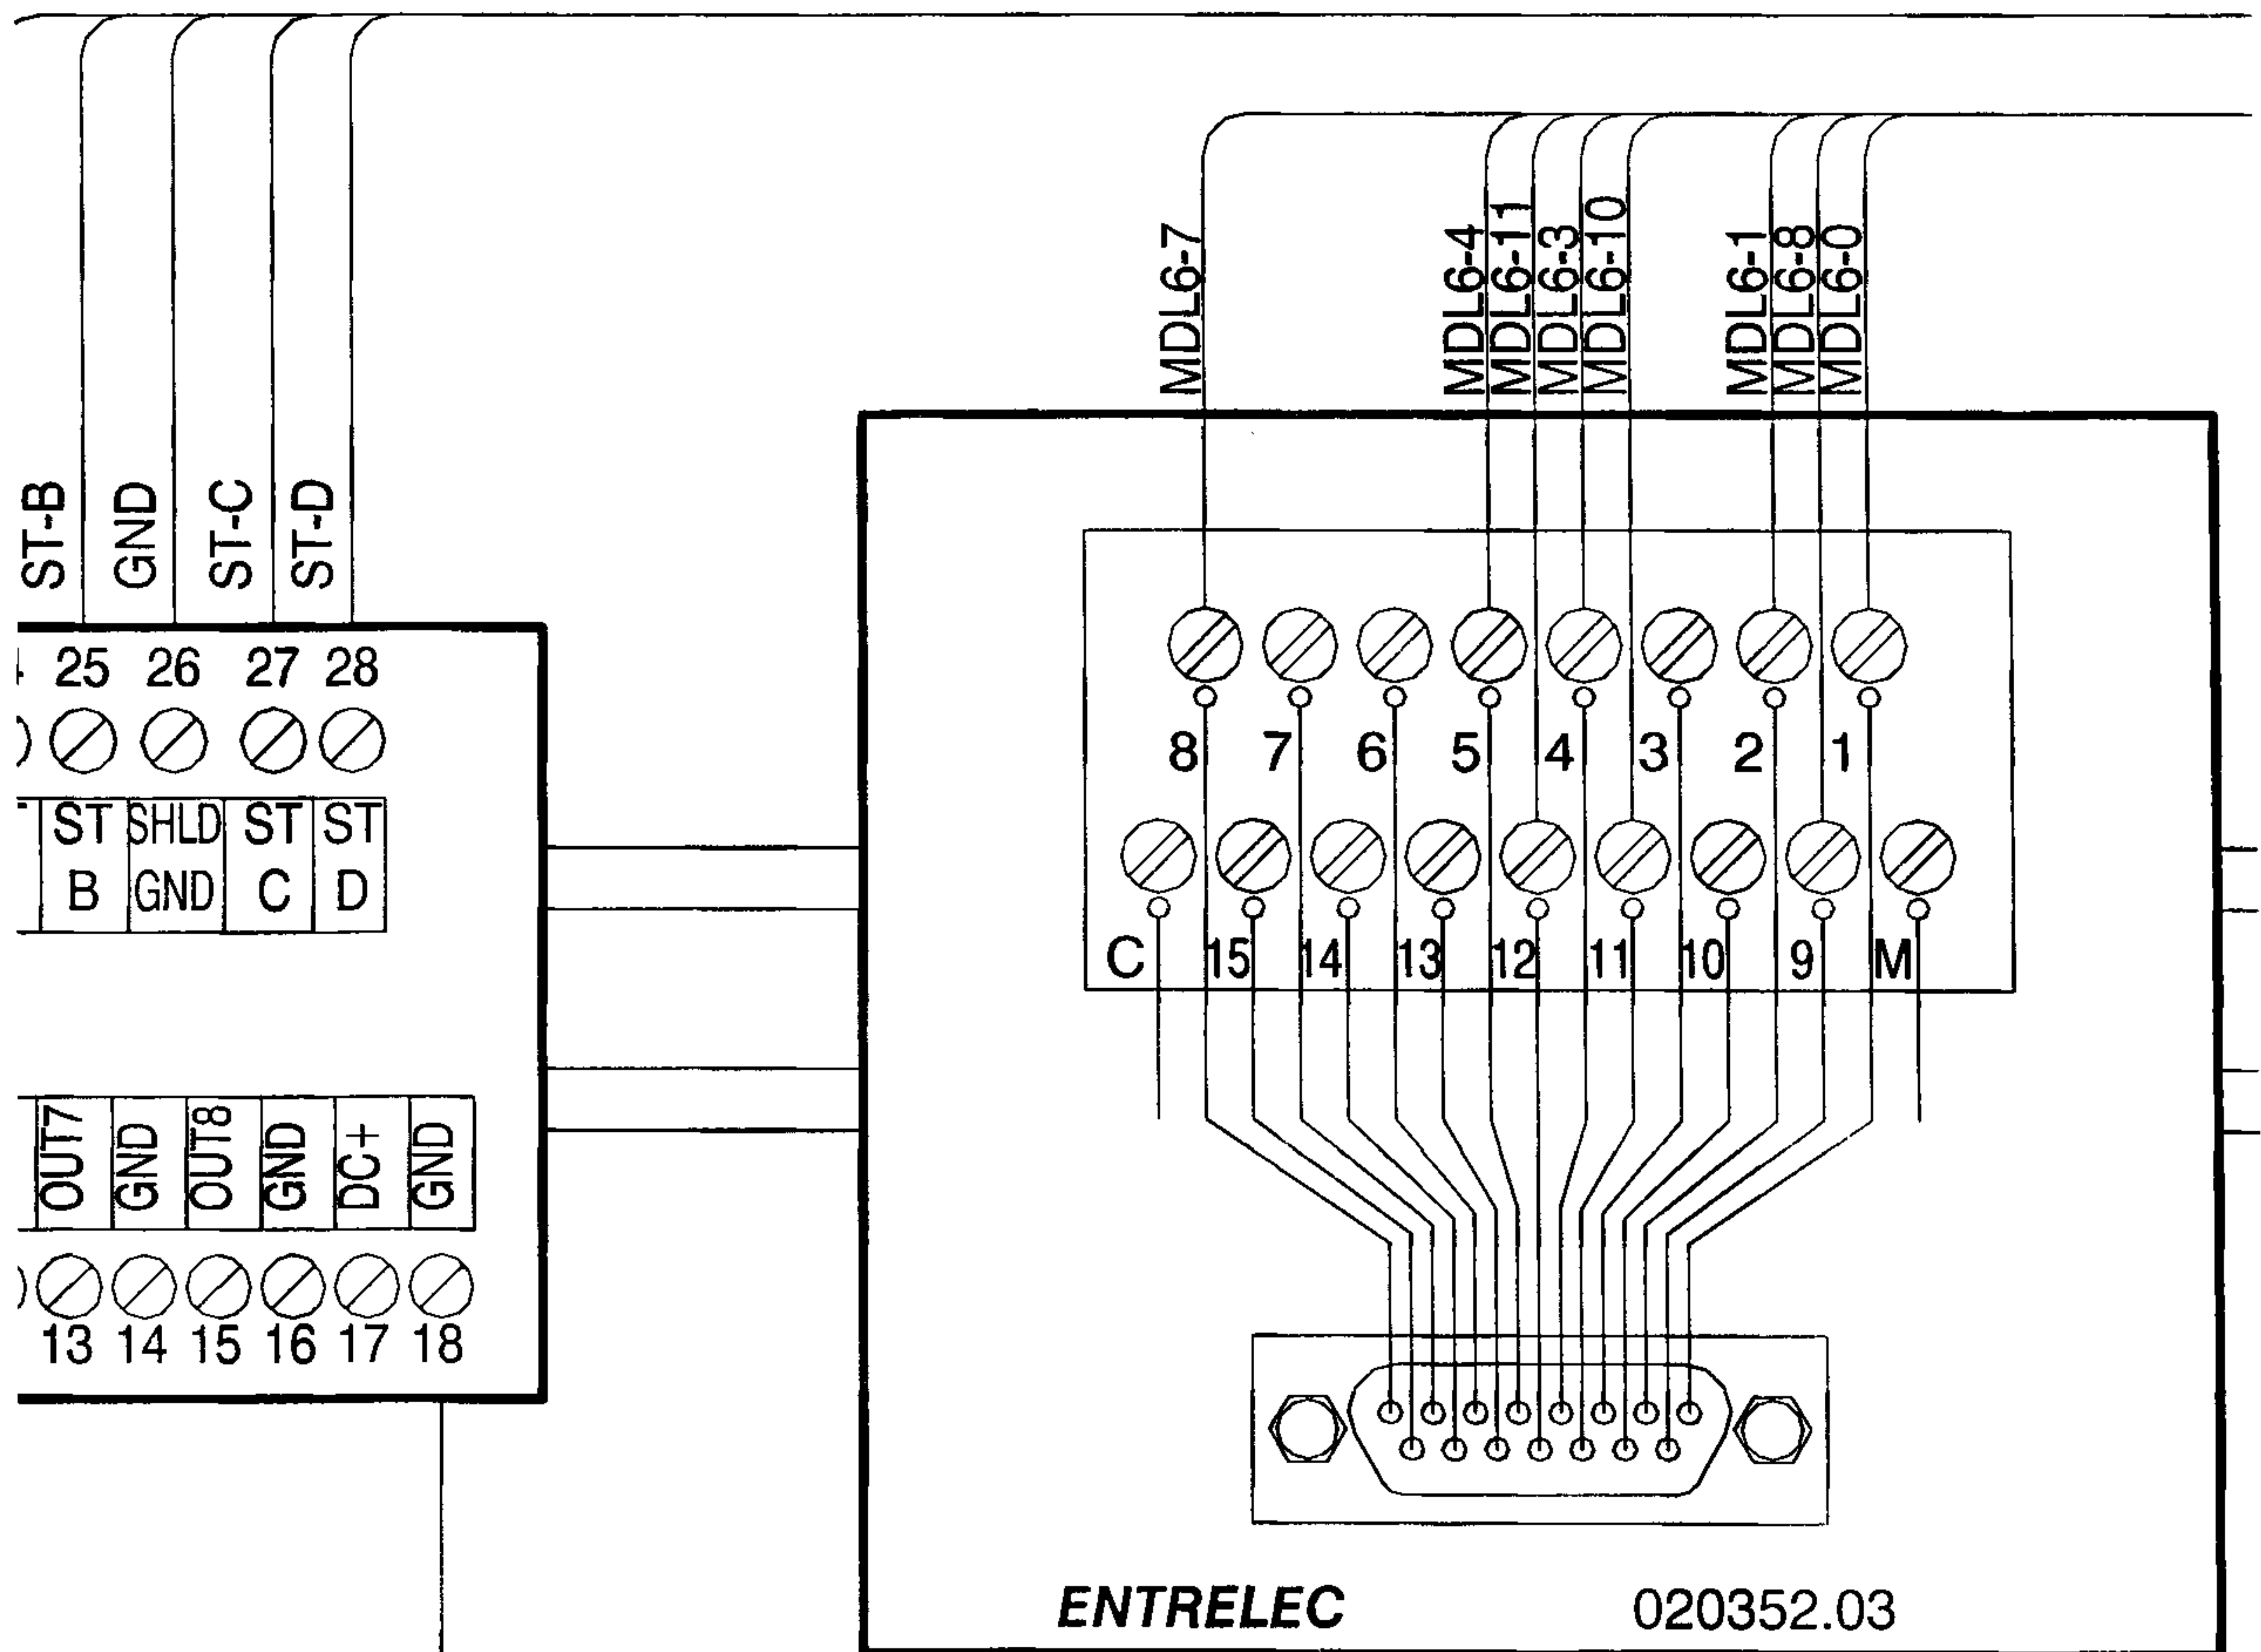 MDL6-7
MDL6-4
MDL6-11
MDL6-3
MDL6-10
MDL6-1
MDL6-8
MDL6-0
ST-B
GND
ST-C
ST-D
25 26 27 28
ST SHLD ST ST
B GND C D
8 7 6 5 4 3 2 1
C 15 14 13 12 11 10 9 M
OUT7
GND
OUT8
GND
DC+
GND
13 14 15 16 17 18
ENTRELEC 020352.03